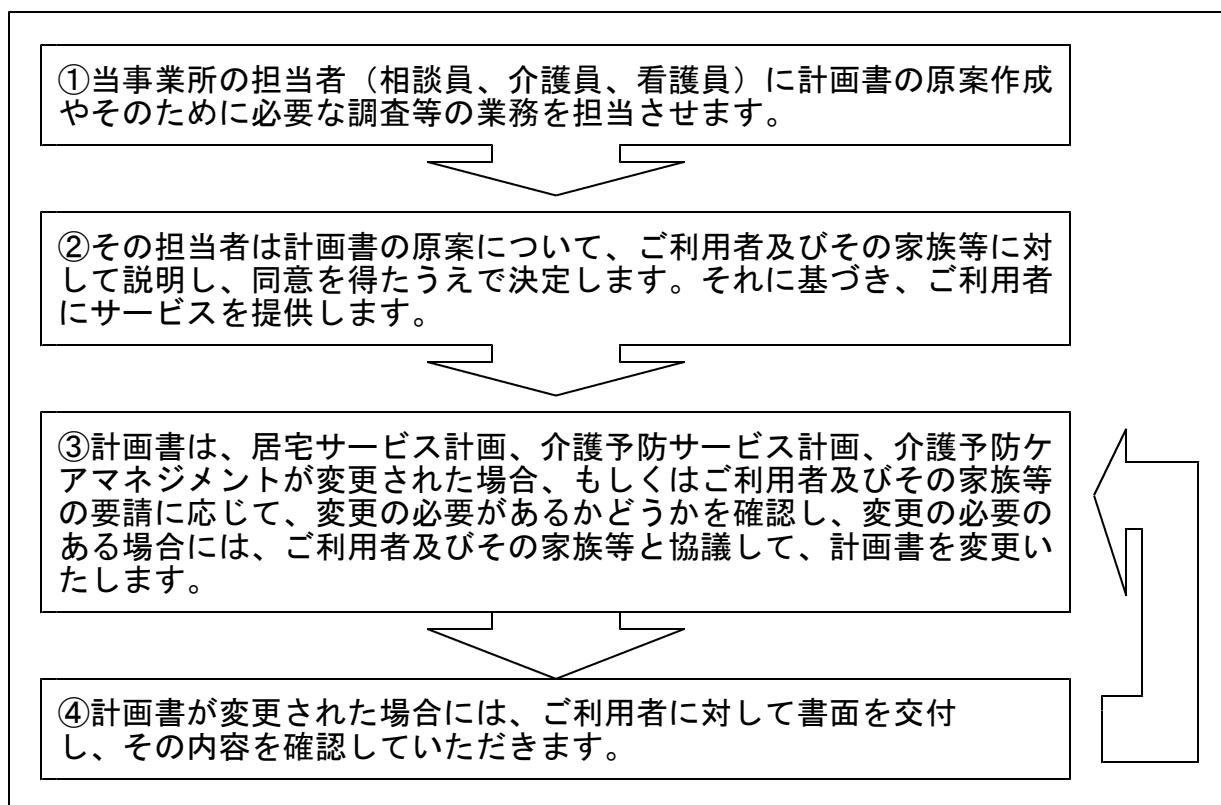 ①当事業所の担当者（相談員、介護員、看護員）に計画書の原案作成
やそのために必要な調査等の業務を担当させます。
②その担当者は計画書の原案について、ご利用者及びその家族等に対
して説明し、同意を得たうえで決定します。それに基づき、ご利用者
にサービスを提供します。
③計画書は、居宅サービス計画、介護予防サービス計画、介護予防ケ
アマネジメントが変更された場合、もしくはご利用者及びその家族等
の要請に応じて、変更の必要があるかどうかを確認し、変更の必要の
ある場合には、ご利用者及びその家族等と協議して、計画書を変更い
たします。
④計画書が変更された場合には、ご利用者に対して書面を交付
し、その内容を確認していただきます。